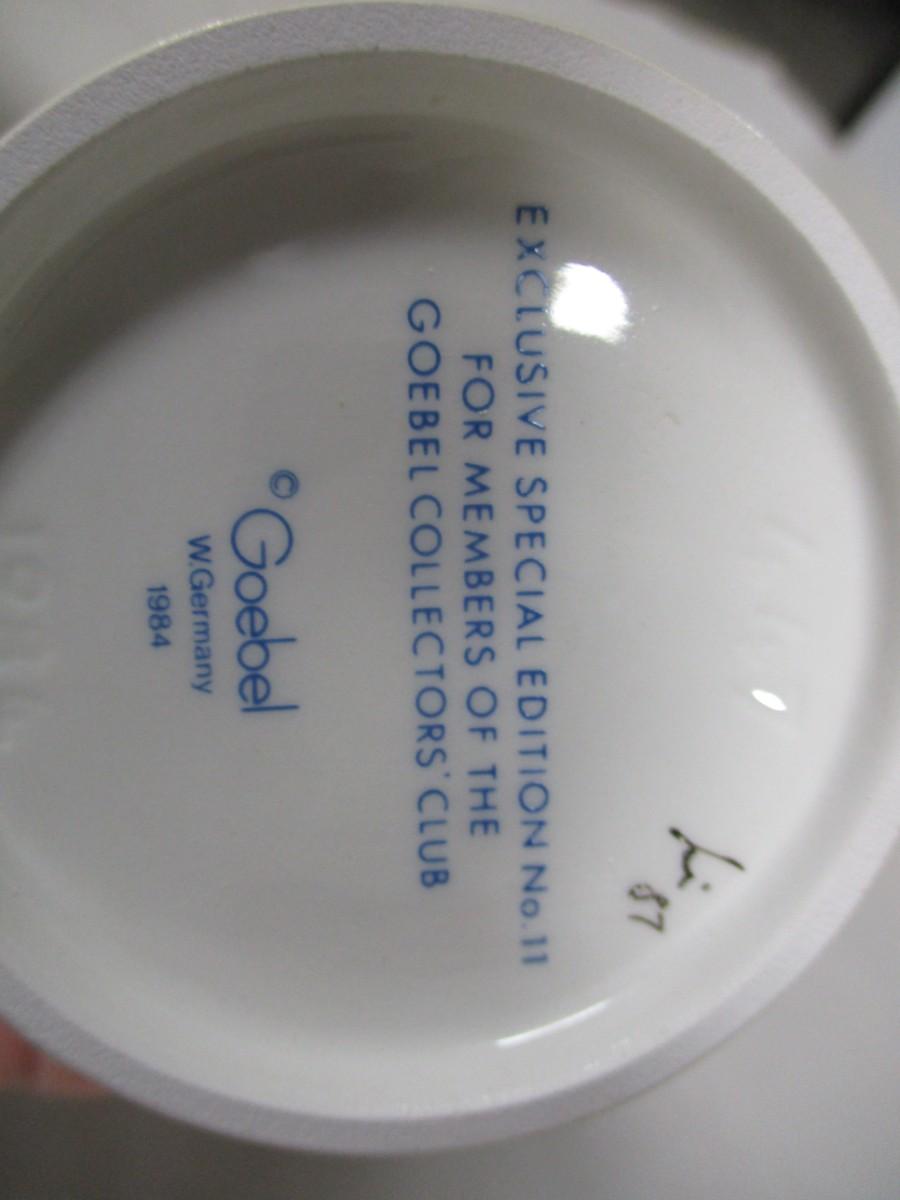 EXCLUSIVE SPECIAL EDITION No.11
FOR MEMBERS OF THE
GOEBEL COLLECTORS' CLUB
© Goebel
W.Germany
1984
87